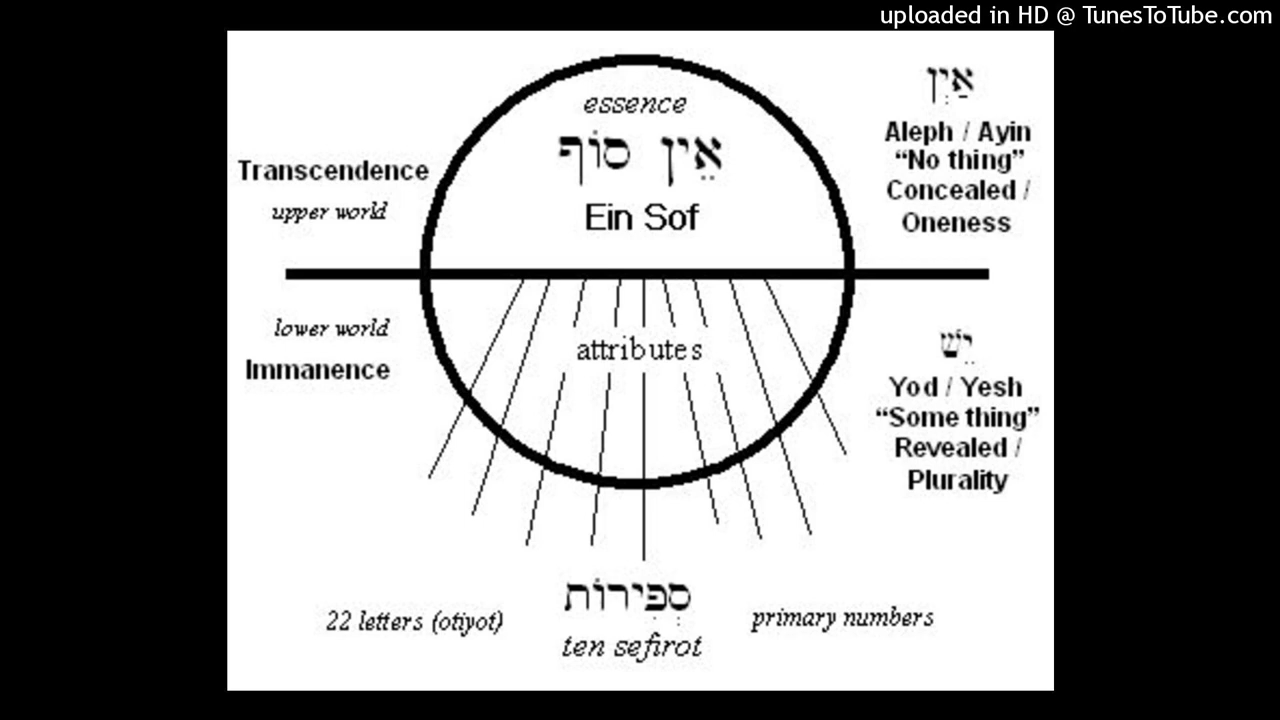 uploaded in HD @ TunesToTube.com
essence
אֵין סוֹף
Ein Sof
Transcendence
upper world
אַיִן
Aleph / Ayin
“No thing”
Concealed /
Oneness
lower world
Immanence
attributes
יֵשׁ
Yod / Yesh
“Some thing”
Revealed /
Plurality
סְפִירוֹת
22 letters (otiyot)
ten sefirot
primary numbers